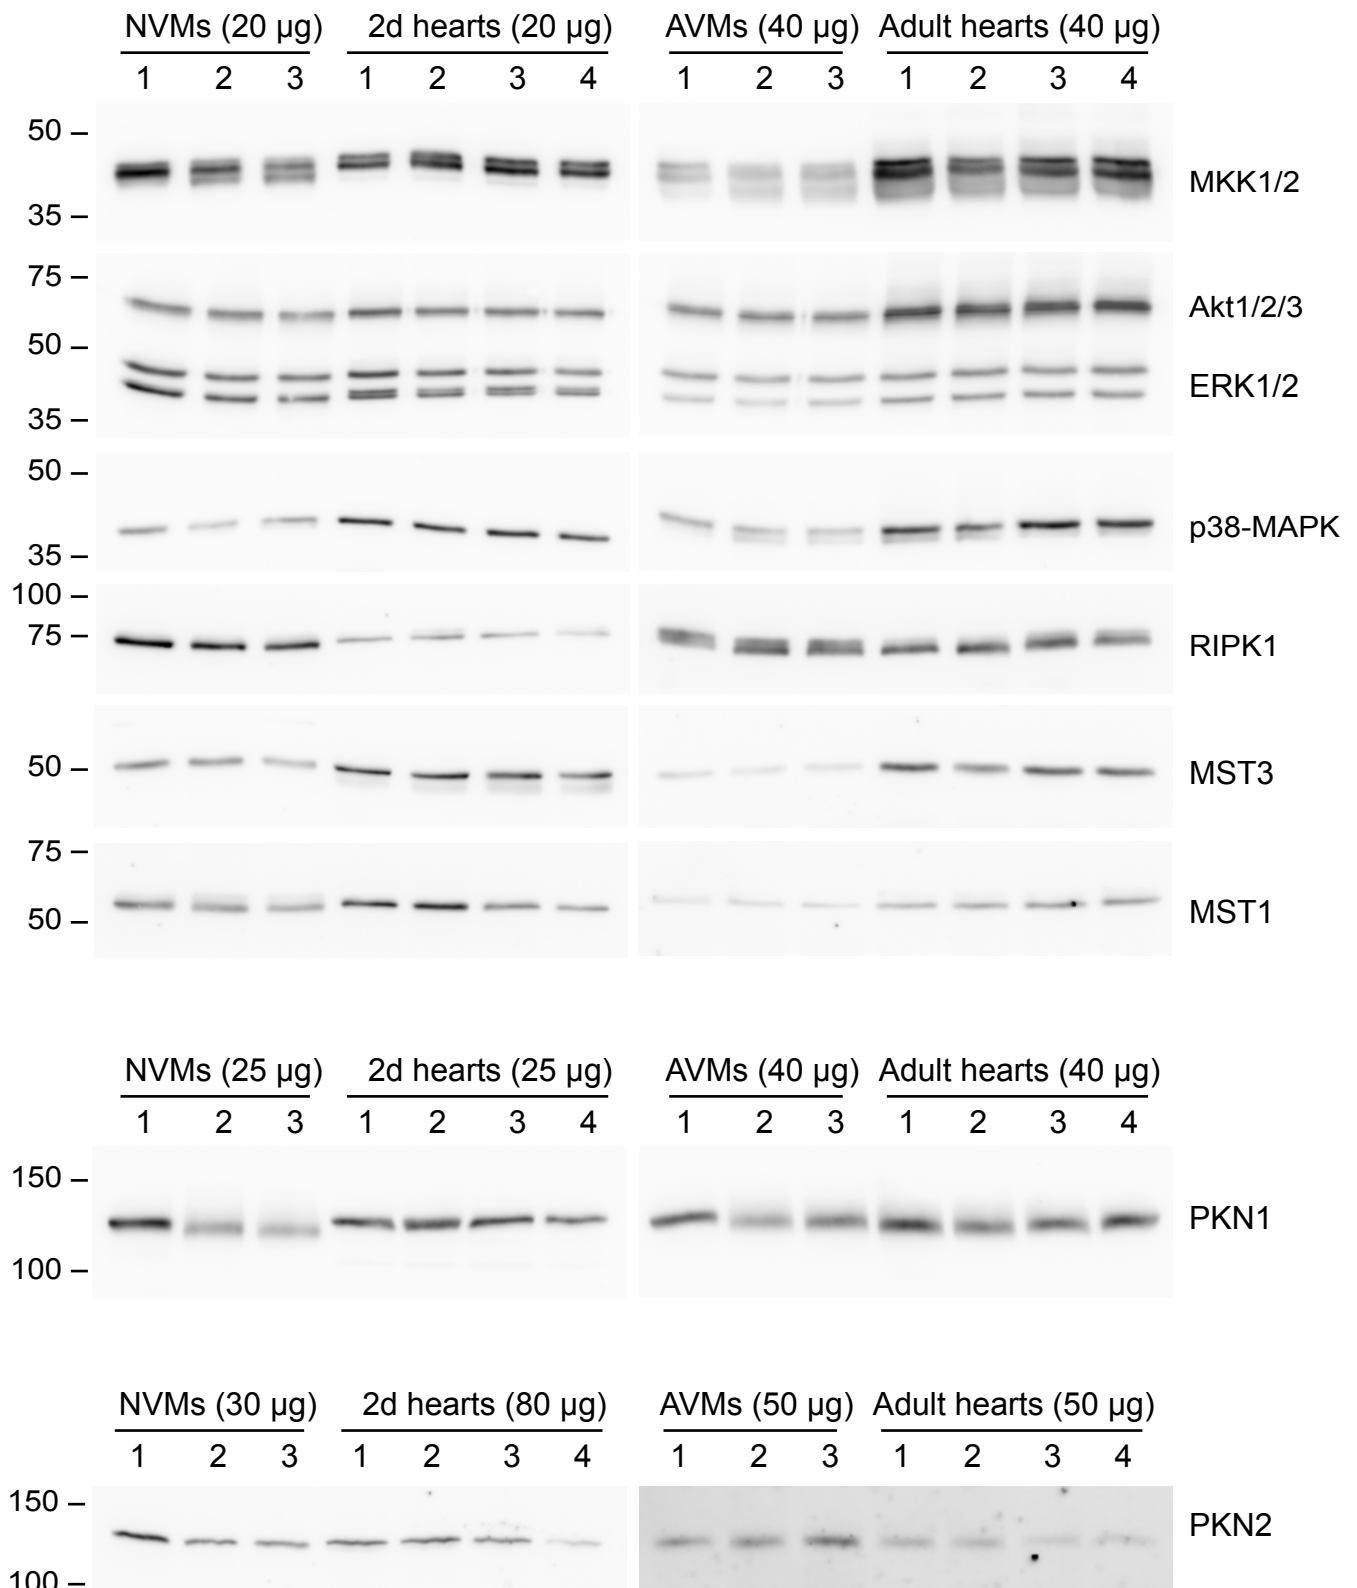 NVMs (20 µg) 2d hearts (20 µg) AVMs (40 µg) Adult hearts (40 µg)
1 2 3 1 2 3 4 1 2 3 1 2 3 4
50
MKK1/2
35
75
Akt1/2/3
50
ERK1/2
35
50
p38-MAPK
35
100
75
RIPK1
50
MST3
75
MST1
50
NVMs (25 µg) 2d hearts (25 µg) AVMs (40 µg) Adult hearts (40 µg)
1 2 3 1 2 3 4 1 2 3 1 2 3 4
150
PKN1
100
NVMs (30 µg) 2d hearts (80 µg) AVMs (50 µg) Adult hearts (50 µg)
1 2 3 1 2 3 4 1 2 3 1 2 3 4
150
PKN2
100